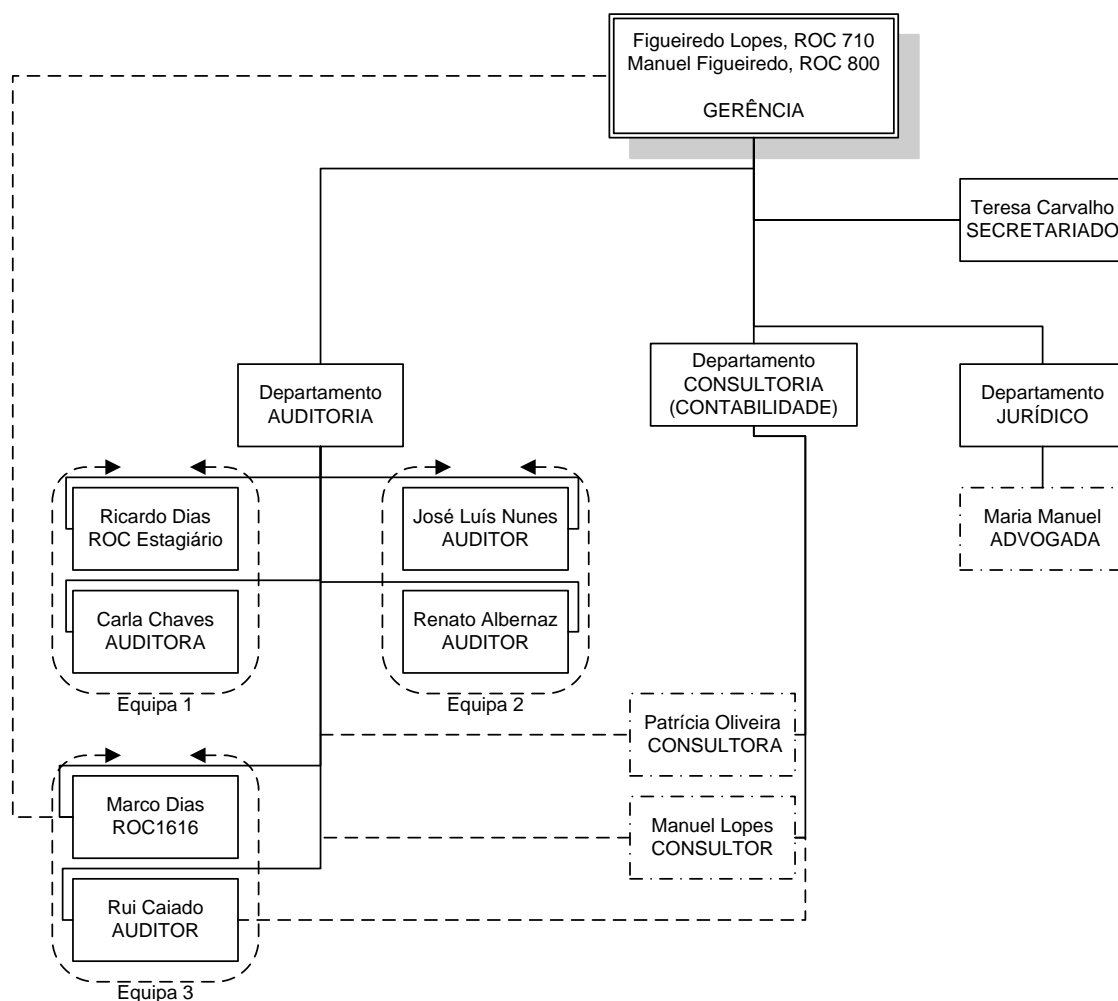 Figueiredo Lopes, ROC 710
Manuel Figueiredo, ROC 800
GERÊNCIA
Teresa Carvalho
SECRETARIADO
Departamento
AUDITORIA
Departamento
CONSULTORIA
(CONTABILIDADE)
Departamento
JURÍDICO
Ricardo Dias
ROC Estagiário
José Luís Nunes
AUDITOR
Maria Manuel
ADVOGADA
Carla Chaves
AUDITORA
Renato Albernaz
AUDITOR
Equipa 1
Equipa 2
Patrícia Oliveira
CONSULTORA
Marco Dias
ROC1616
Manuel Lopes
CONSULTOR
Rui Caiado
AUDITOR
Equipa 3